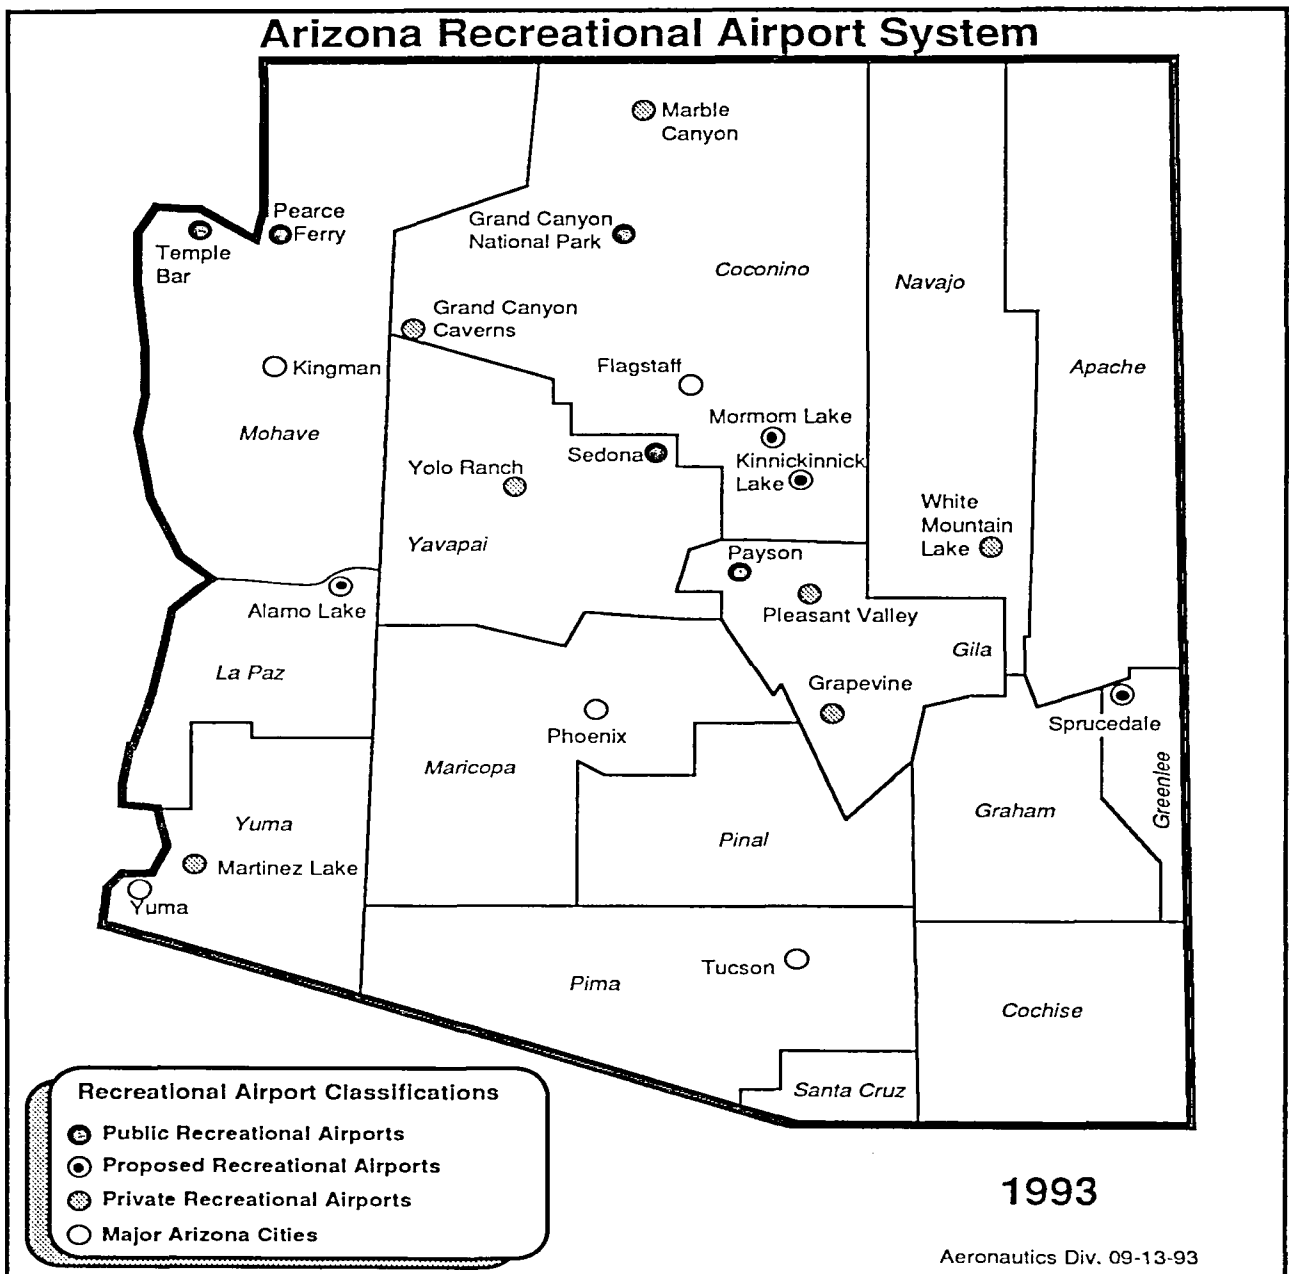 Arizona Recreational Airport System
Marble
Canyon
Pearce
Ferry
Grand Canyon
National Park
Temple
Bar
Coconino
Navajo
Grand Canyon
Caverns
Kingman
Flagstaff
Apache
Mohave
Mormom Lake
Sedona
Kinnickinnick
Lake
Yolo Ranch
White
Mountain
Lake
Yavapai
Payson
Alamo Lake
Pleasant Valley
Gila
La Paz
Grapevine
Sprucedale
Phoenix
Maricopa
Greenlee
Graham
Yuma
Pinal
Martinez Lake
Yuma
Tucson
Pima
Cochise
Santa Cruz
Recreational Airport Classifications
Public Recreational Airports
Proposed Recreational Airports
Private Recreational Airports
Major Arizona Cities
1993
Aeronautics Div. 09-13-93